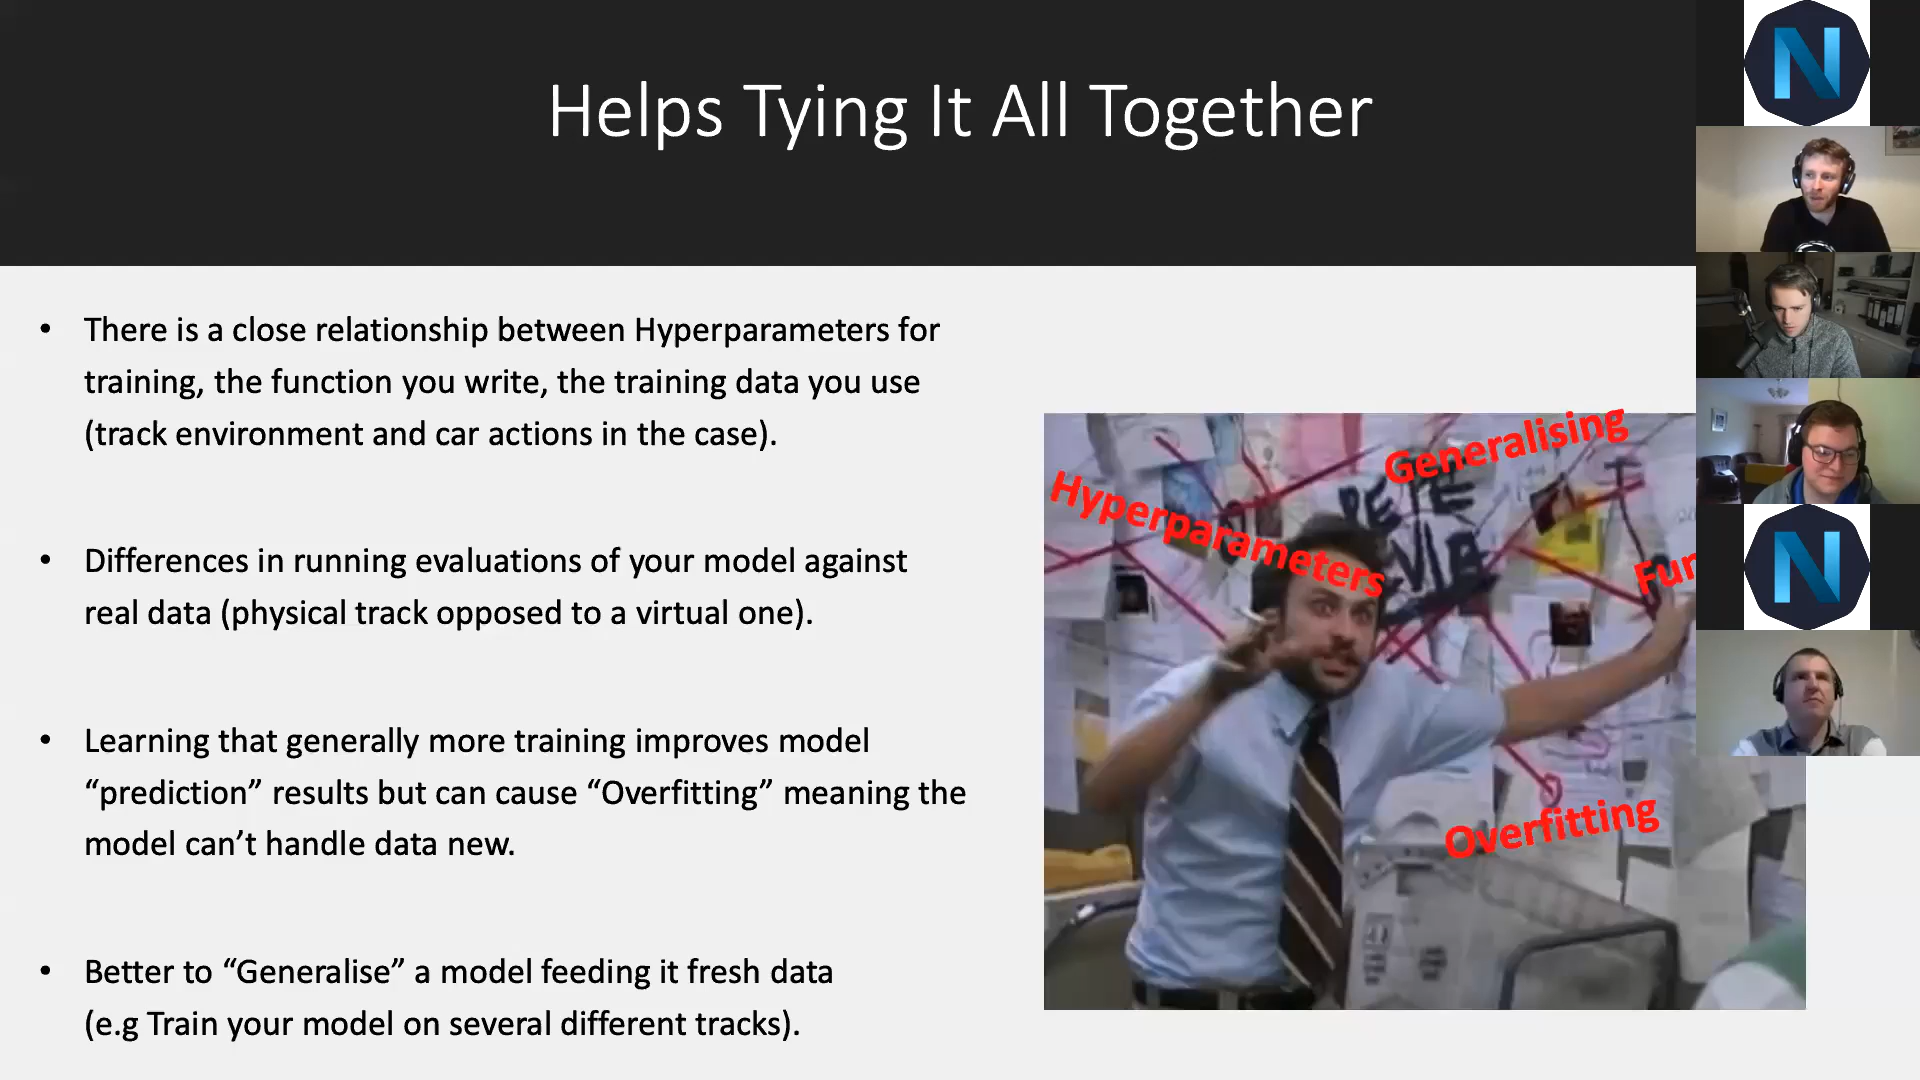 Helps Tying It All Together
• There is a close relationship between Hyperparameters for
training, the function you write, the training data you use
(track environment and car actions in the case).
• Differences in running evaluations of your model against
real data (physical track opposed to a virtual one).
• Learning that generally more training improves model
“prediction” results but can cause “Overfitting” meaning the
model can’t handle data new.
• Better to “Generalise” a model feeding it fresh data
(e.g Train your model on several different tracks).
Generalising
Hyperparameters
PEPE
SILVIA
Overfitting
N
N